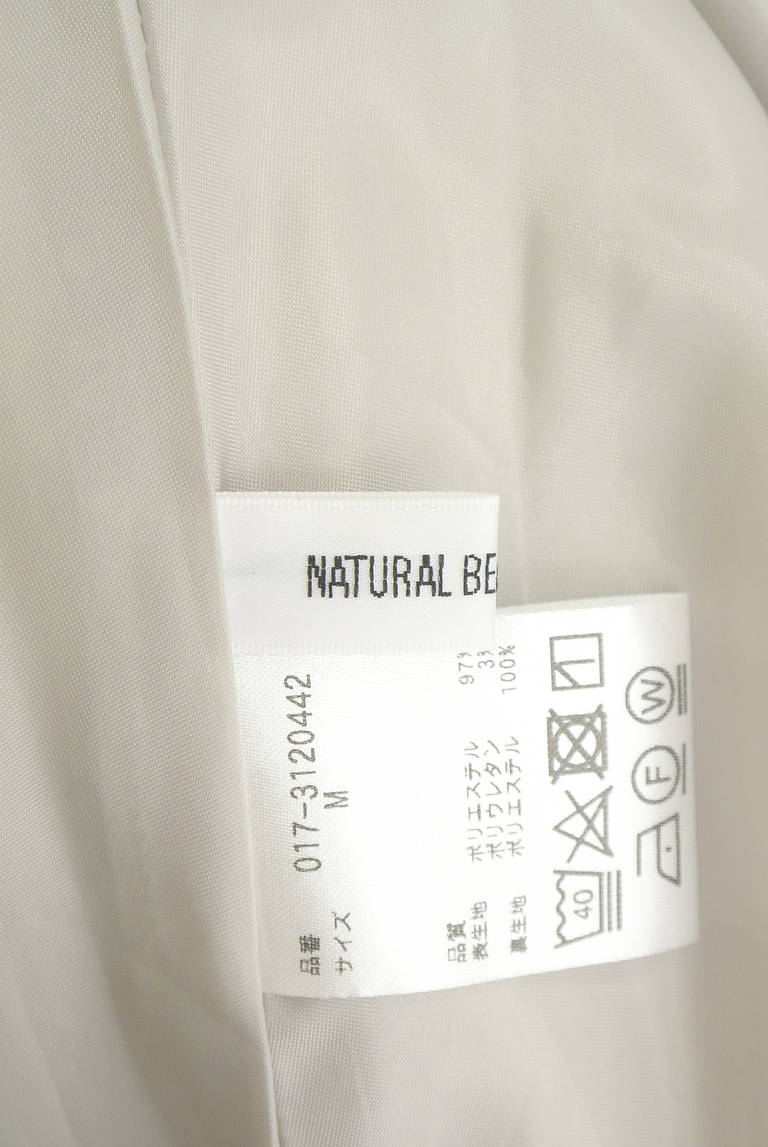 NATURAL BE
品番 017-3120442
サイズ M
品質
表生地 ポリエステル 97%
ポリウレタン 3%
裏生地 ポリエステル 100%
40
F W